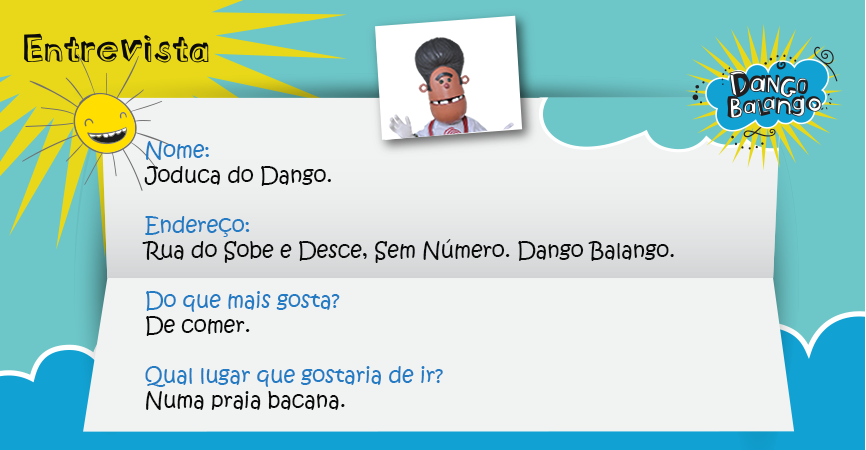 Entrevista
Dango
Balango
Nome:
Joduca do Dango.
Endereço:
Rua do Sobe e Desce, Sem Número. Dango Balango.
Do que mais gosta?
De comer.
Qual lugar que gostaria de ir?
Numa praia bacana.